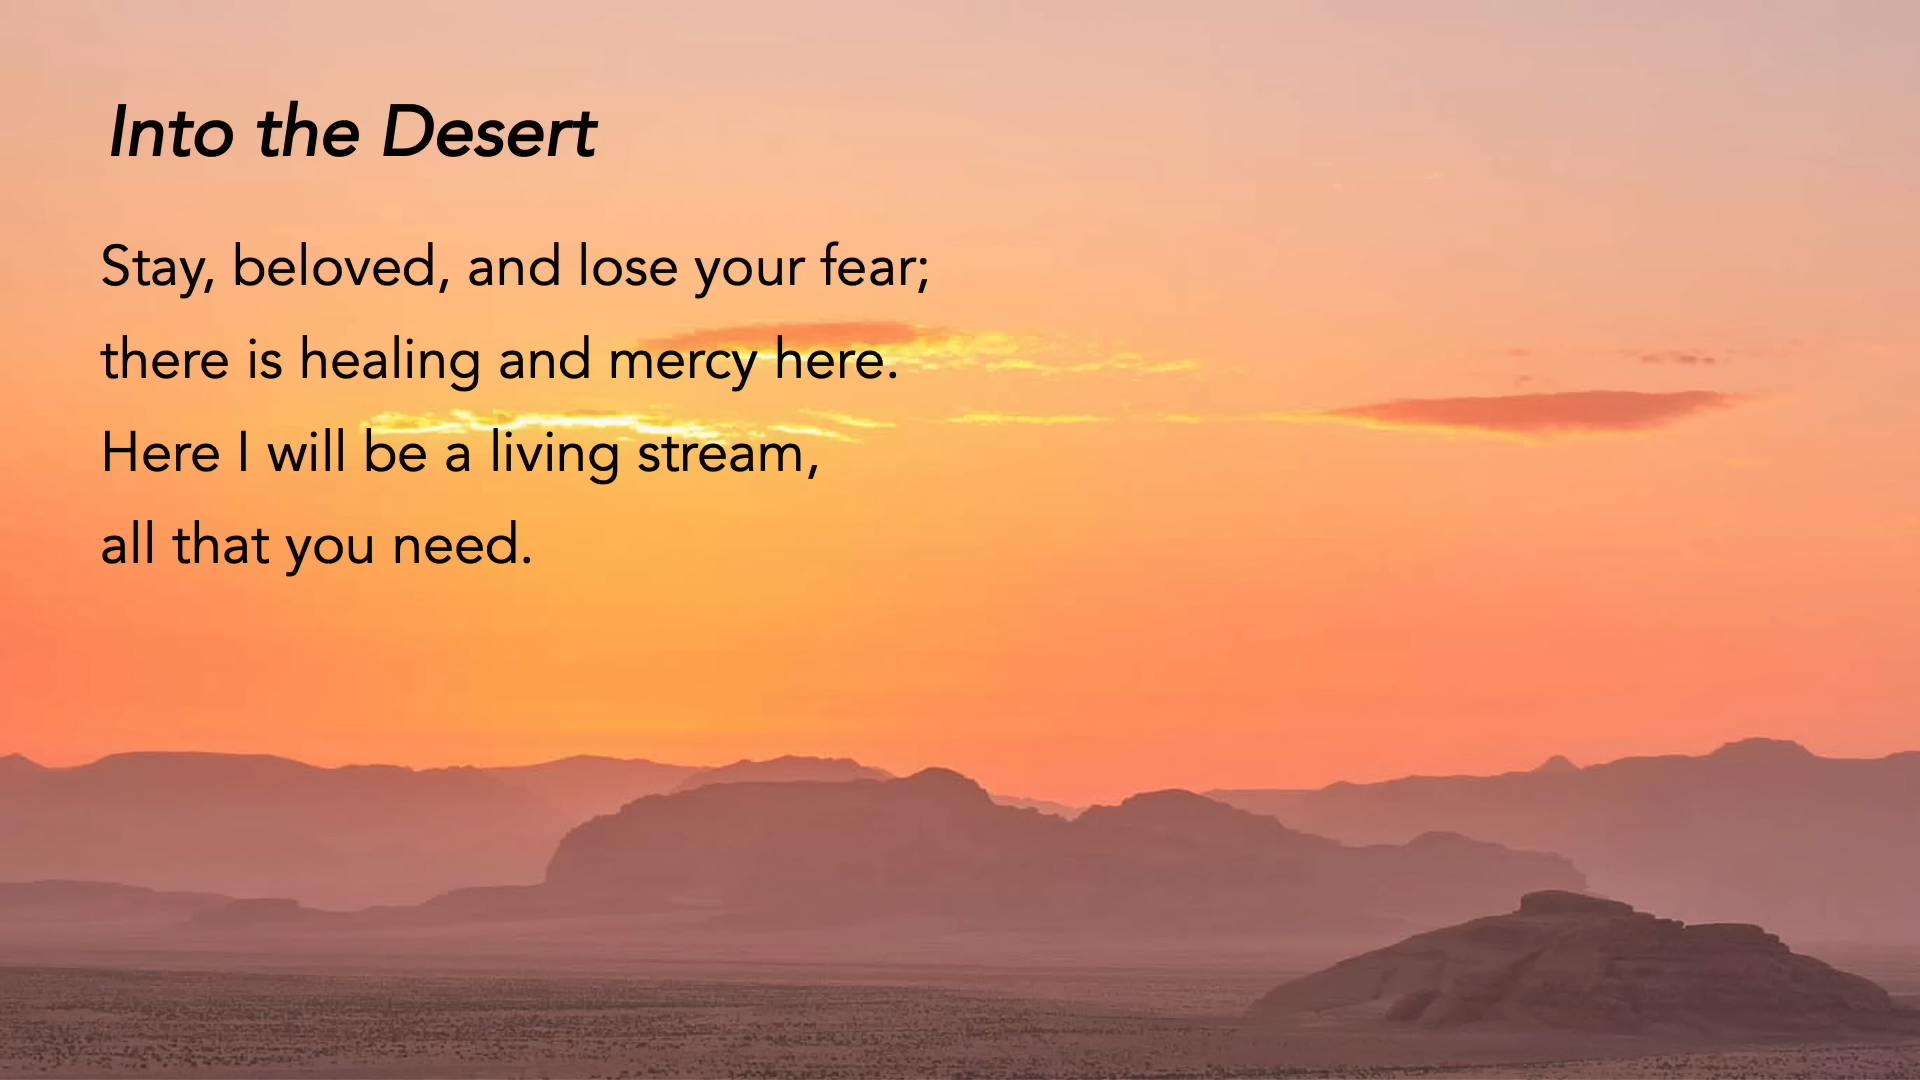 Into the Desert
Stay, beloved, and lose your fear;
there is healing and mercy here.
Here I will be a living stream,
all that you need.